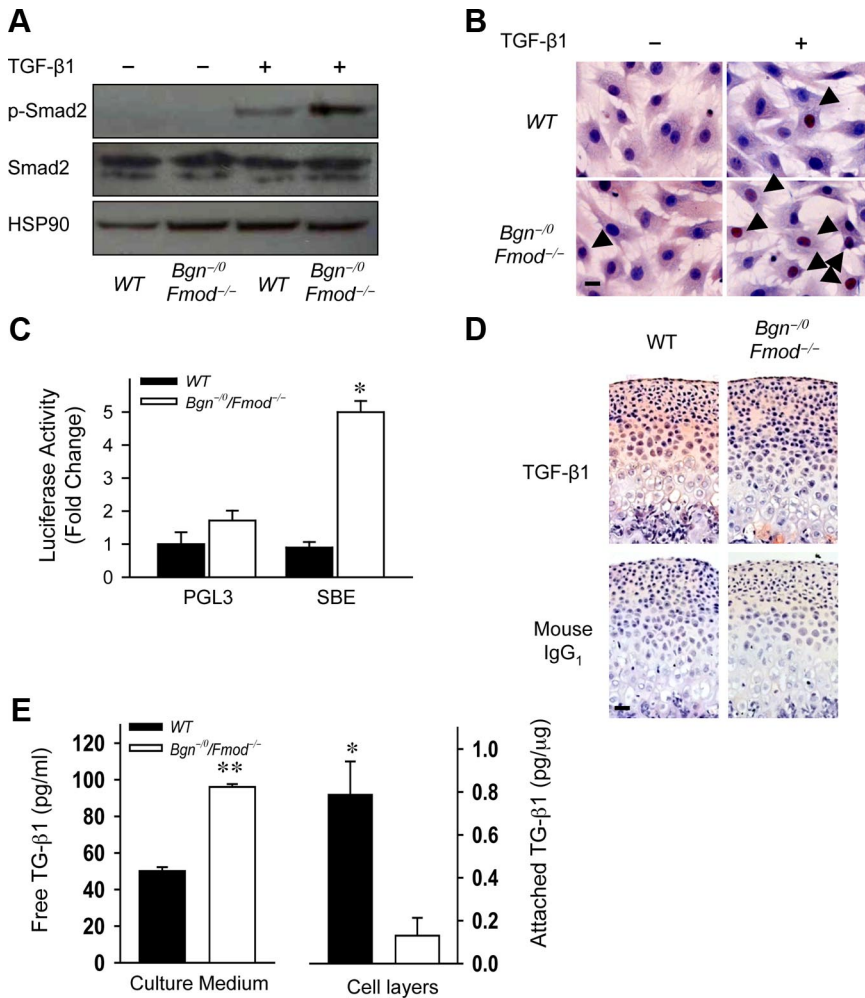 A
TGF-β1 – – + +
p-Smad2
Smad2
HSP90
WT Bgn–/0 Fmod–/– WT Bgn–/0 Fmod–/–
B
TGF-β1 – +
WT
Bgn–/0
Fmod–/–
C
WT
Bgn–/0/Fmod–/–
*
Luciferase Activity
(Fold Change)
5
4
3
2
1
0
PGL3 SBE
D
WT Bgn–/0 Fmod–/–
TGF-β1
Mouse
IgG1
E
WT
Bgn–/0/Fmod–/–
** *
Free TG-β1 (pg/ml)
120
100
80
60
40
20
0
Culture Medium
Attached TG-β1 (pg/µg)
1.0
0.8
0.6
0.4
0.2
0.0
Cell layers